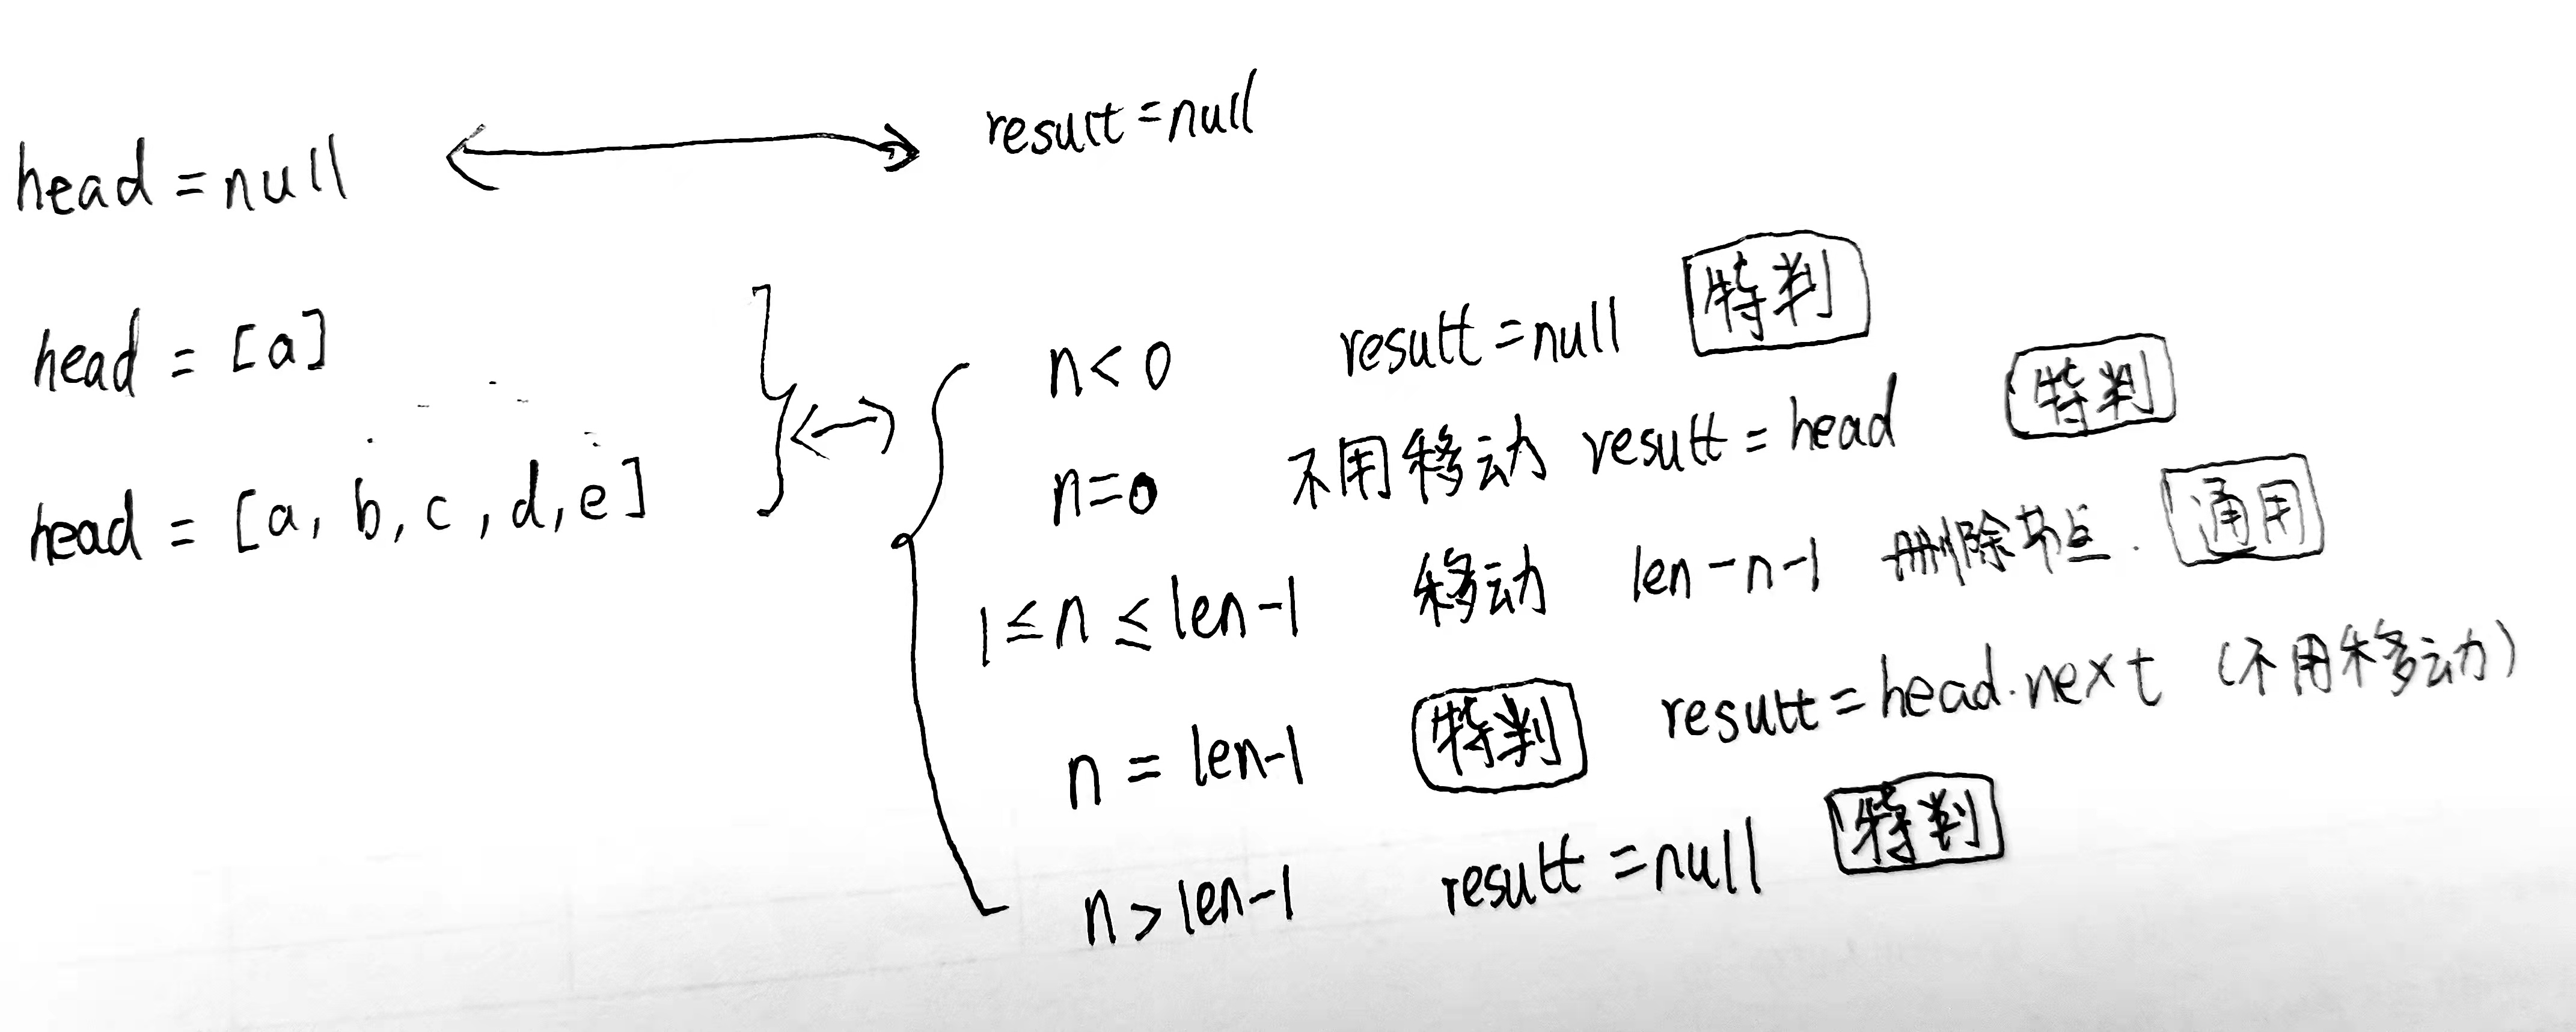 head = null result = null
head = [a]
head = [a, b, c, d, e]
n < 0 result = null 特判
n = 0 不用移动 result = head 特判
1 ≤ n ≤ len-1 移动 len-n-1 删除节点. 通用
n = len-1 特判 result = head.next (不用移动)
n > len-1 result = null 特判